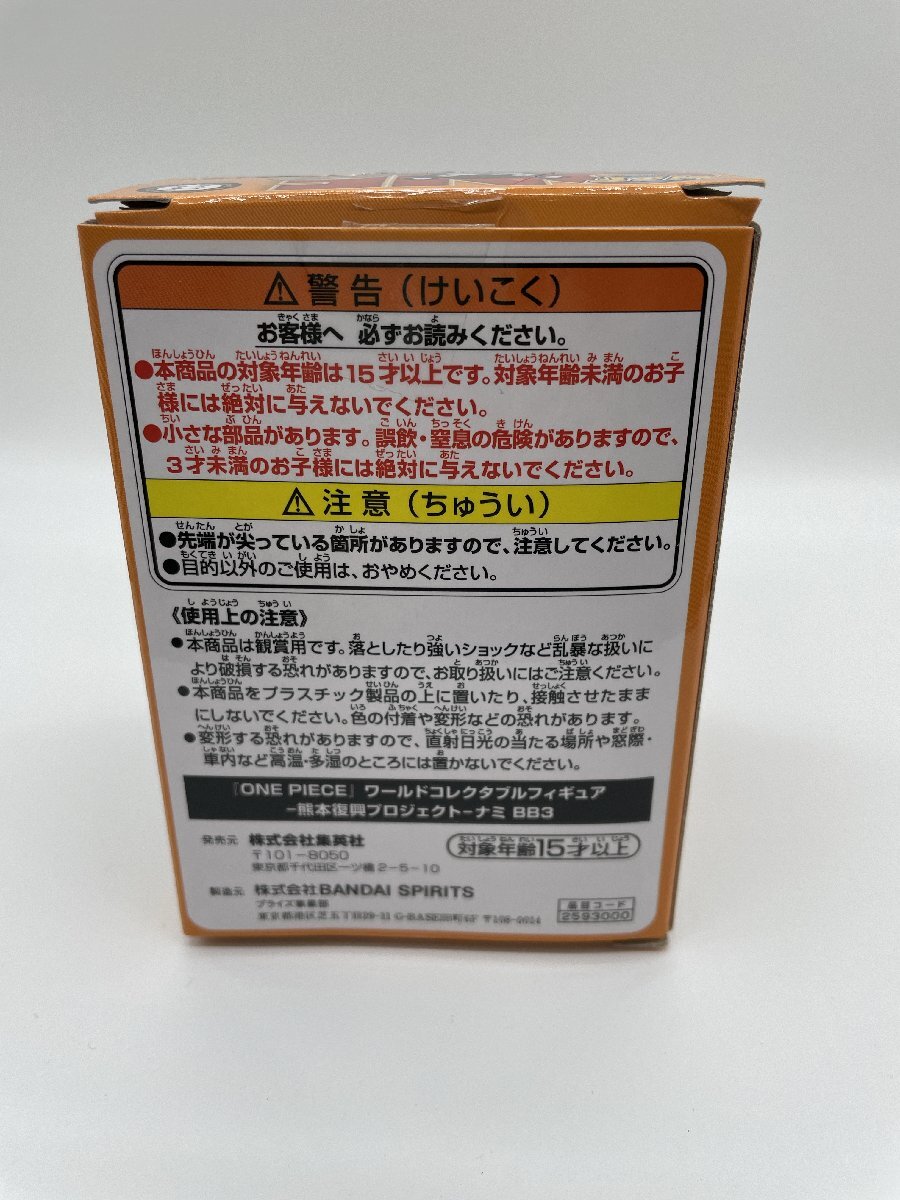 ⚠警告(けいこく)
お客様へ 必ずお読みください。
●本商品の対象年齢は15才以上です。対象年齢未満のお子
様には絶対に与えないでください。
●小さな部品があります。誤飲・窒息の危険がありますので、
3才未満のお子様には絶対に与えないでください。
⚠注意(ちゅうい)
●先端が尖っている箇所がありますので、注意してください。
●目的以外のご使用は、おやめください。
《使用上の注意》
●本商品は観賞用です。落としたり強いショックなど乱暴な扱いに
より破損する恐れがありますので、お取り扱いにはご注意ください。
●本商品をプラスチック製品の上に置いたり、接触させたまま
にしないでください。色の付着や変形などの恐れがあります。
●変形する恐れがありますので、直射日光の当たる場所や窓際・
車内など高温・多湿のところには置かないでください。
『ONE PIECE』ワールドコレクタブルフィギュア
-熊本復興プロジェクト-ナミ BB3
発売元 株式会社集英社
〒101-8050
東京都千代田区一ツ橋2-5-10
対象年齢15才以上
製造元 株式会社BANDAI SPIRITS
プライズ事業部
品目コード
2593000